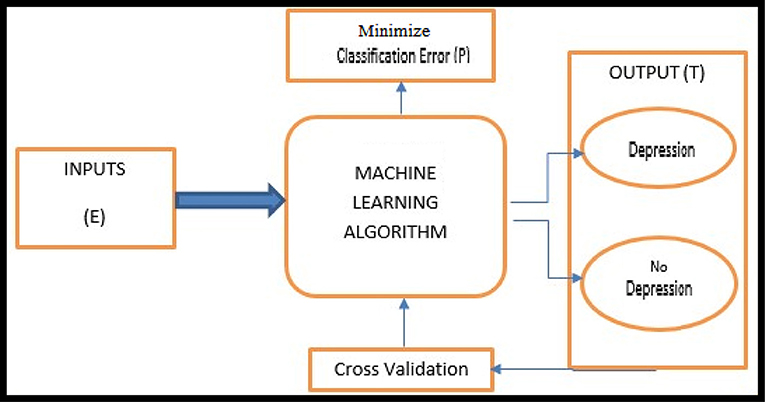 Minimize
Classification Error (P)
INPUTS
(E)
MACHINE
LEARNING
ALGORITHM
OUTPUT (T)
Depression
No
Depression
Cross Validation